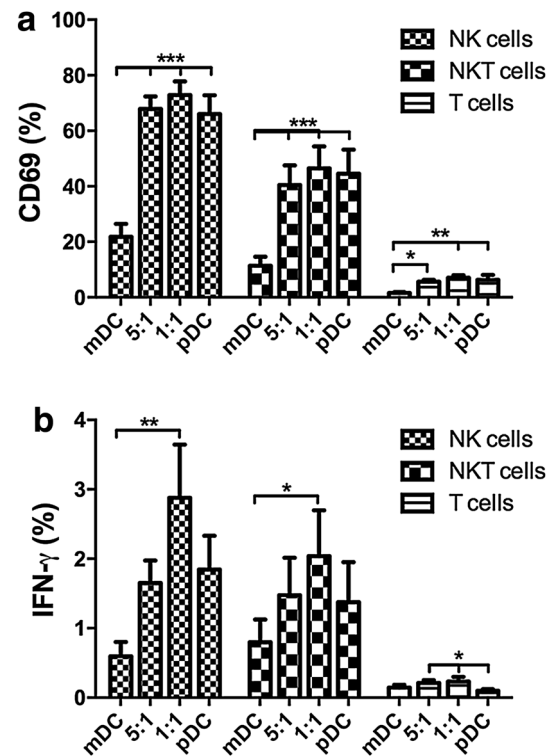 a
CD69 (%)
100
80
60
40
20
0
***
***
**
*
NK cells
NKT cells
T cells
mDC 5:1 1:1 pDC mDC 5:1 1:1 pDC mDC 5:1 1:1 pDC
b
IFN-γ (%)
4
3
2
1
0
**
*
*
NK cells
NKT cells
T cells
mDC 5:1 1:1 pDC mDC 5:1 1:1 pDC mDC 5:1 1:1 pDC